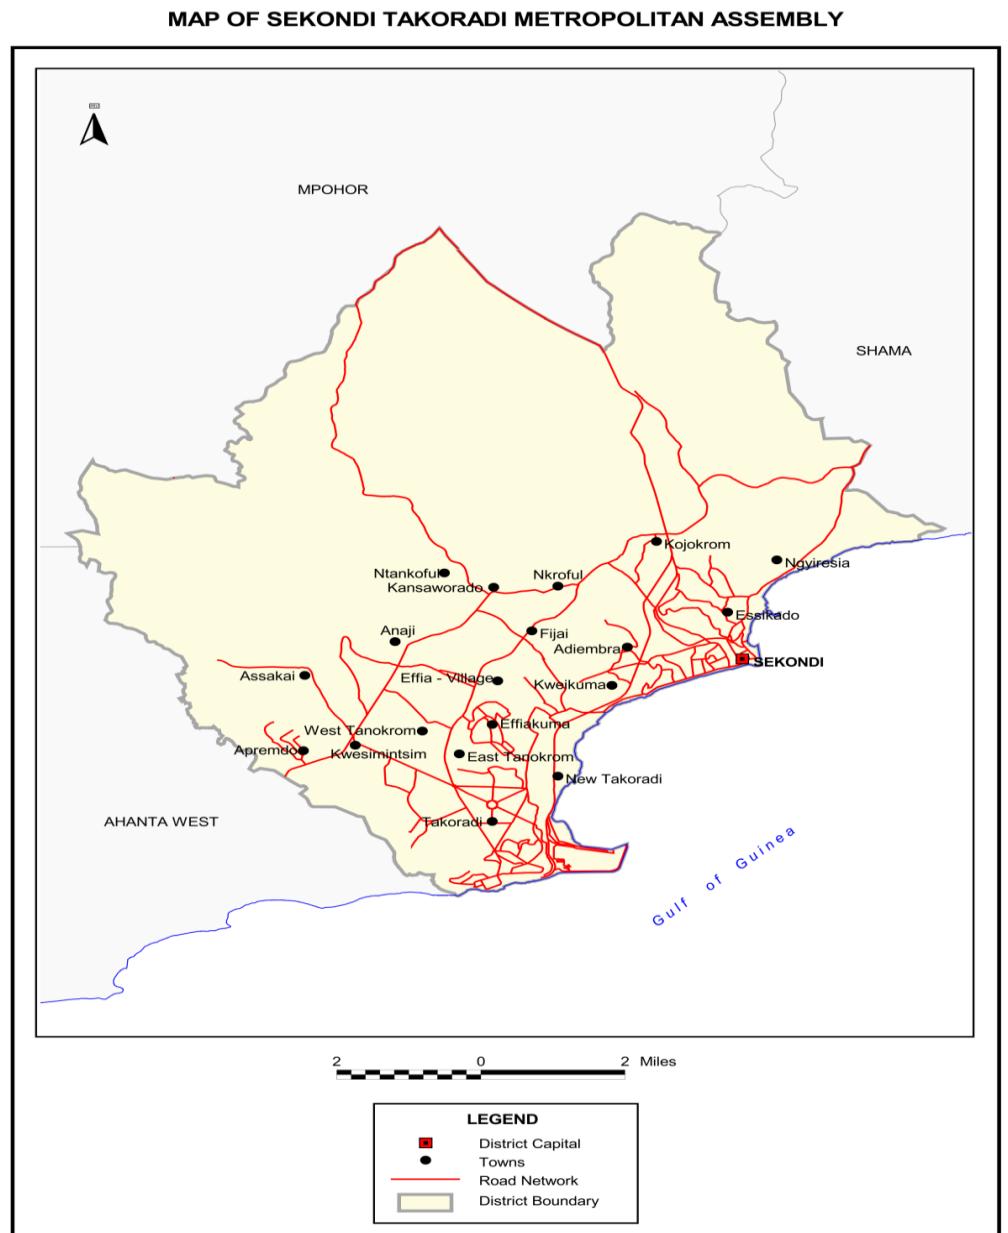 MAP OF SEKONDI TAKORADI METROPOLITAN ASSEMBLY
MPOHOR
SHAMA
Kojokrom
Ngyiresia
Ntankoful
Nkroful
Kansaworado
Essikado
Anaji
Fijai
Adiembra
SEKONDI
Assakai
Effia - Village
Kweikuma
Effiakuma
West Tanokrom
Apremdo
Kwesimintsim
East Tanokrom
New Takoradi
AHANTA WEST
Takoradi
Gulf of Guinea
2 0 2 Miles
LEGEND
District Capital
Towns
Road Network
District Boundary